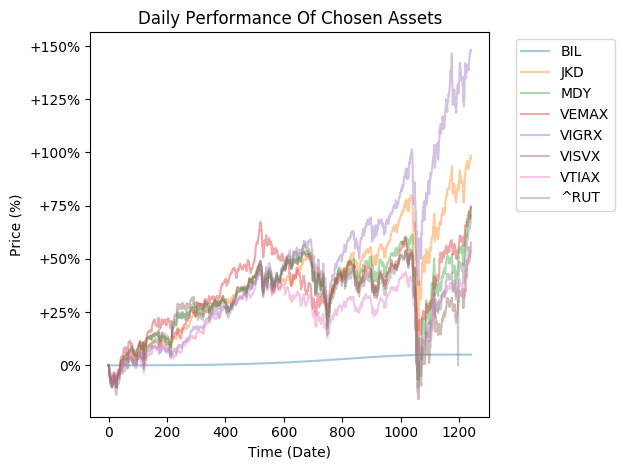 Daily Performance Of Chosen Assets
+150%
+125%
+100%
+75%
+50%
+25%
0%
Price (%)
0 200 400 600 800 1000 1200
Time (Date)
BIL
JKD
MDY
VEMAX
VIGRX
VISVX
VTIAX
^RUT